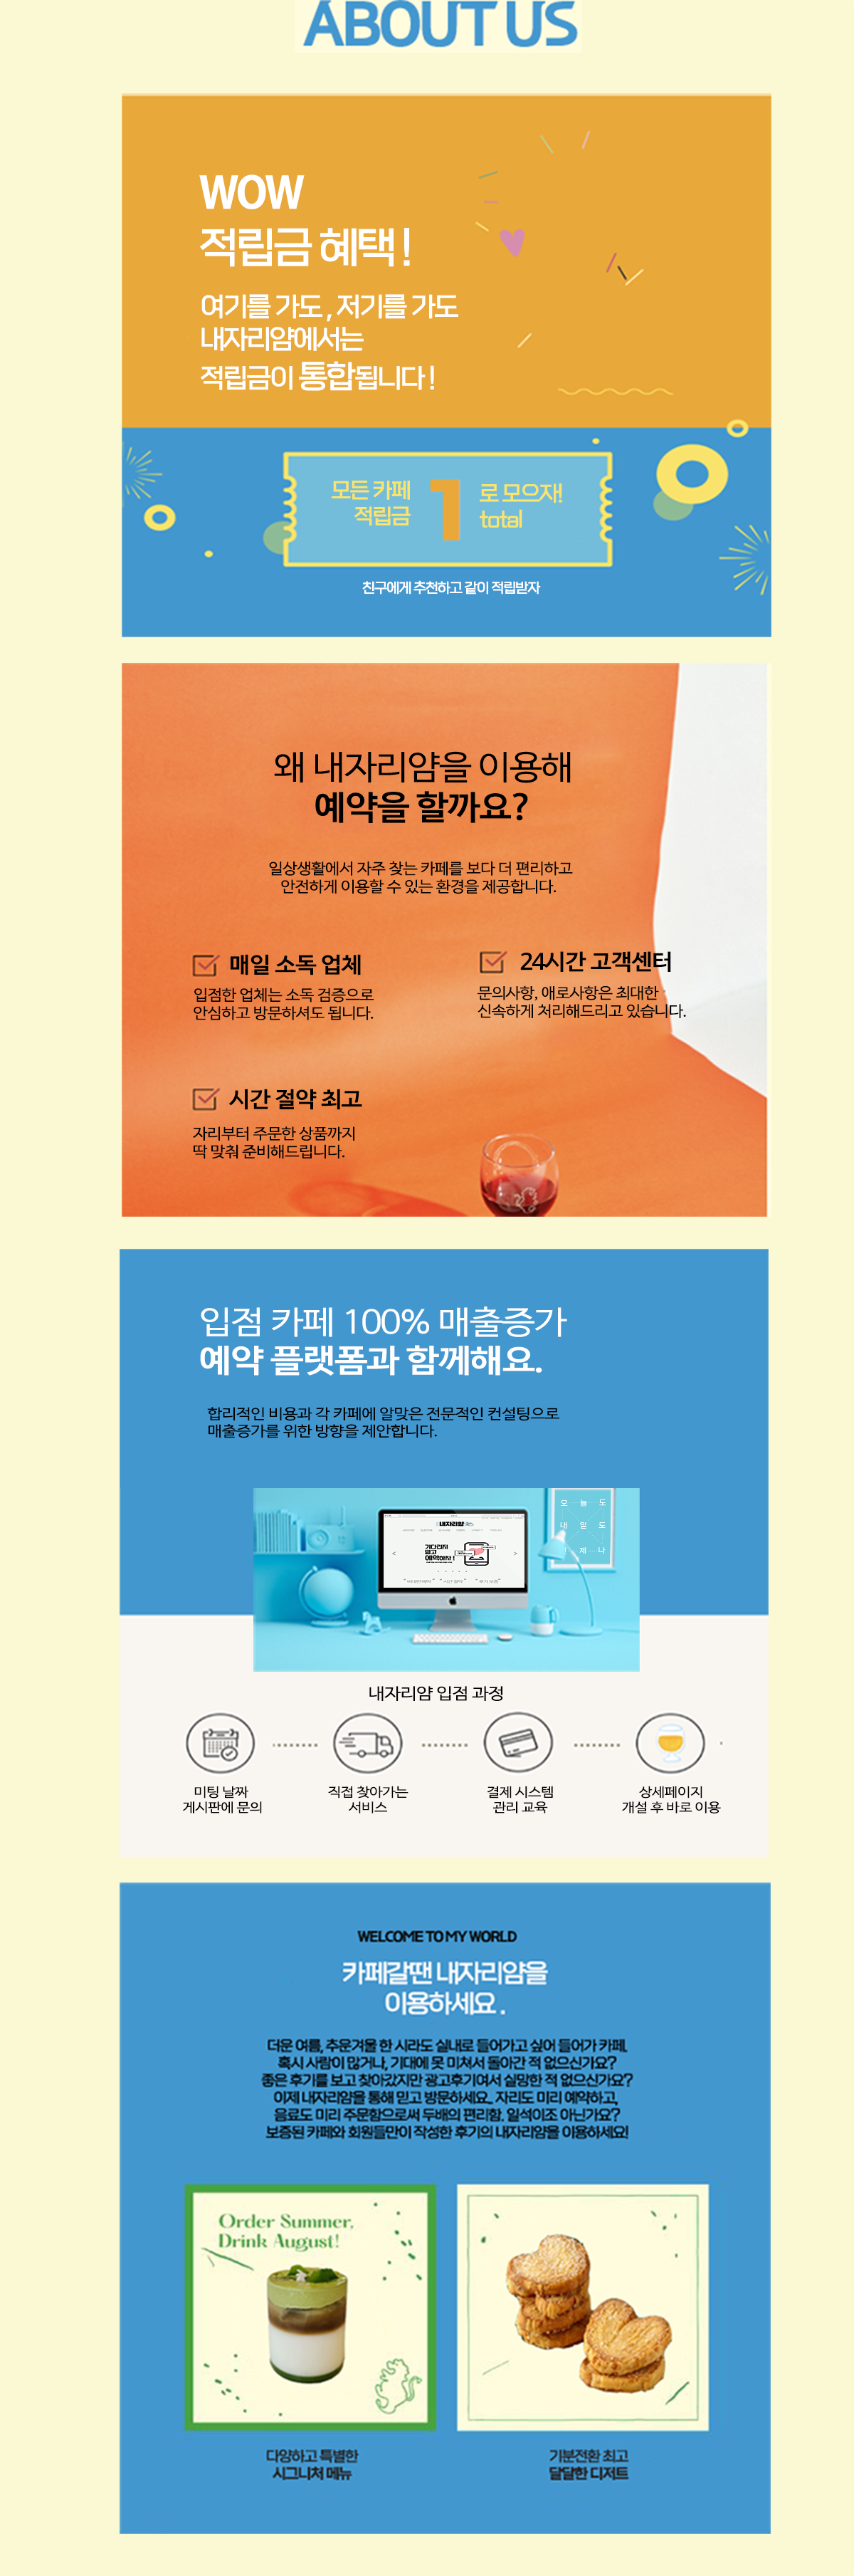 ABOUT US
WOW
적립금 혜택!
여기를 가도, 저기를 가도
내자리얌에서는
적립금이 통합됩니다!
모든 카페
적립금
1
로 모으재!
total
친구에게 추천하고 같이 적립받자
왜 내자리얌을 이용해
예약을 할까요?
일상생활에서 자주 찾는 카페를 보다 더 편리하고
안전하게 이용할 수 있는 환경을 제공합니다.
매일 소독 업체
입점한 업체는 소독 검증으로
안심하고 방문하셔도 됩니다.
24시간 고객센터
문의사항, 애로사항은 최대한
신속하게 처리해드리고 있습니다.
시간 절약 최고
자리부터 주문한 상품까지
딱 맞춰 준비해드립니다.
입점 카페 100% 매출증가
예약 플랫폼과 함께해요.
합리적인 비용과 각 카페에 알맞은 전문적인 컨설팅으로
매출증가를 위한 방향을 제안합니다.
오 늘 도
내 맘 도
제 나
내자리얌
기다리지
말고
예약하자!
내자리얌 입점 과정
미팅 날짜
게시판에 문의
직접 찾아가는
서비스
결제 시스템
관리 교육
상세페이지
개설 후 바로 이용
WELCOME TO MY WORLD
카페갈땐 내자리얌을
이용하세요.
더운 여름, 추운겨울 한 시라도 실내로 들어가고 싶어 들어가 카페.
혹시 사람이 많거나, 기대에 못 미쳐서 돌아간 적 없으신가요?
좋은 후기를 보고 찾아갔지만 광고후기여서 실망한 적 없으신가요?
이제 내자리얌을 통해 믿고 방문하세요. 자리도 미리 예약하고,
음료도 미리 주문함으로써 두배의 편리함. 일석이조 아닌가요?
보증된 카페와 회원들만이 작성한 후기의 내자리얌을 이용하세요!
Order Summer,
Drink August!
다양하고 특별한
시그니처 메뉴
기분전환 최고
달달한 디저트